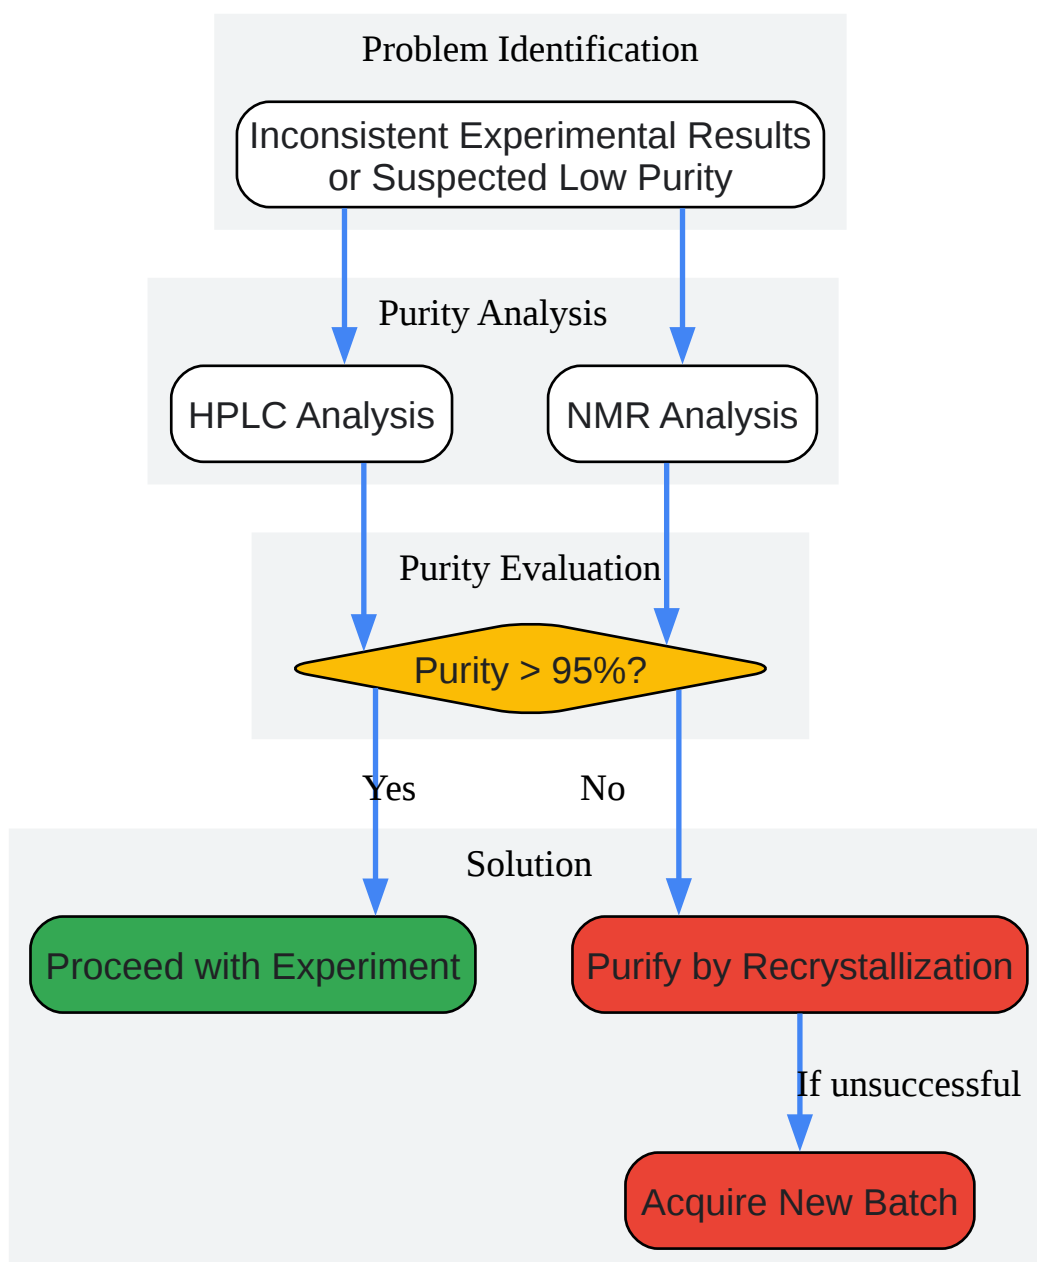 Problem Identification
Inconsistent Experimental Results
or Suspected Low Purity
Purity Analysis
HPLC Analysis
NMR Analysis
Purity Evaluation
Purity > 95%?
Yes
No
Solution
Proceed with Experiment
Purify by Recrystallization
If unsuccessful
Acquire New Batch